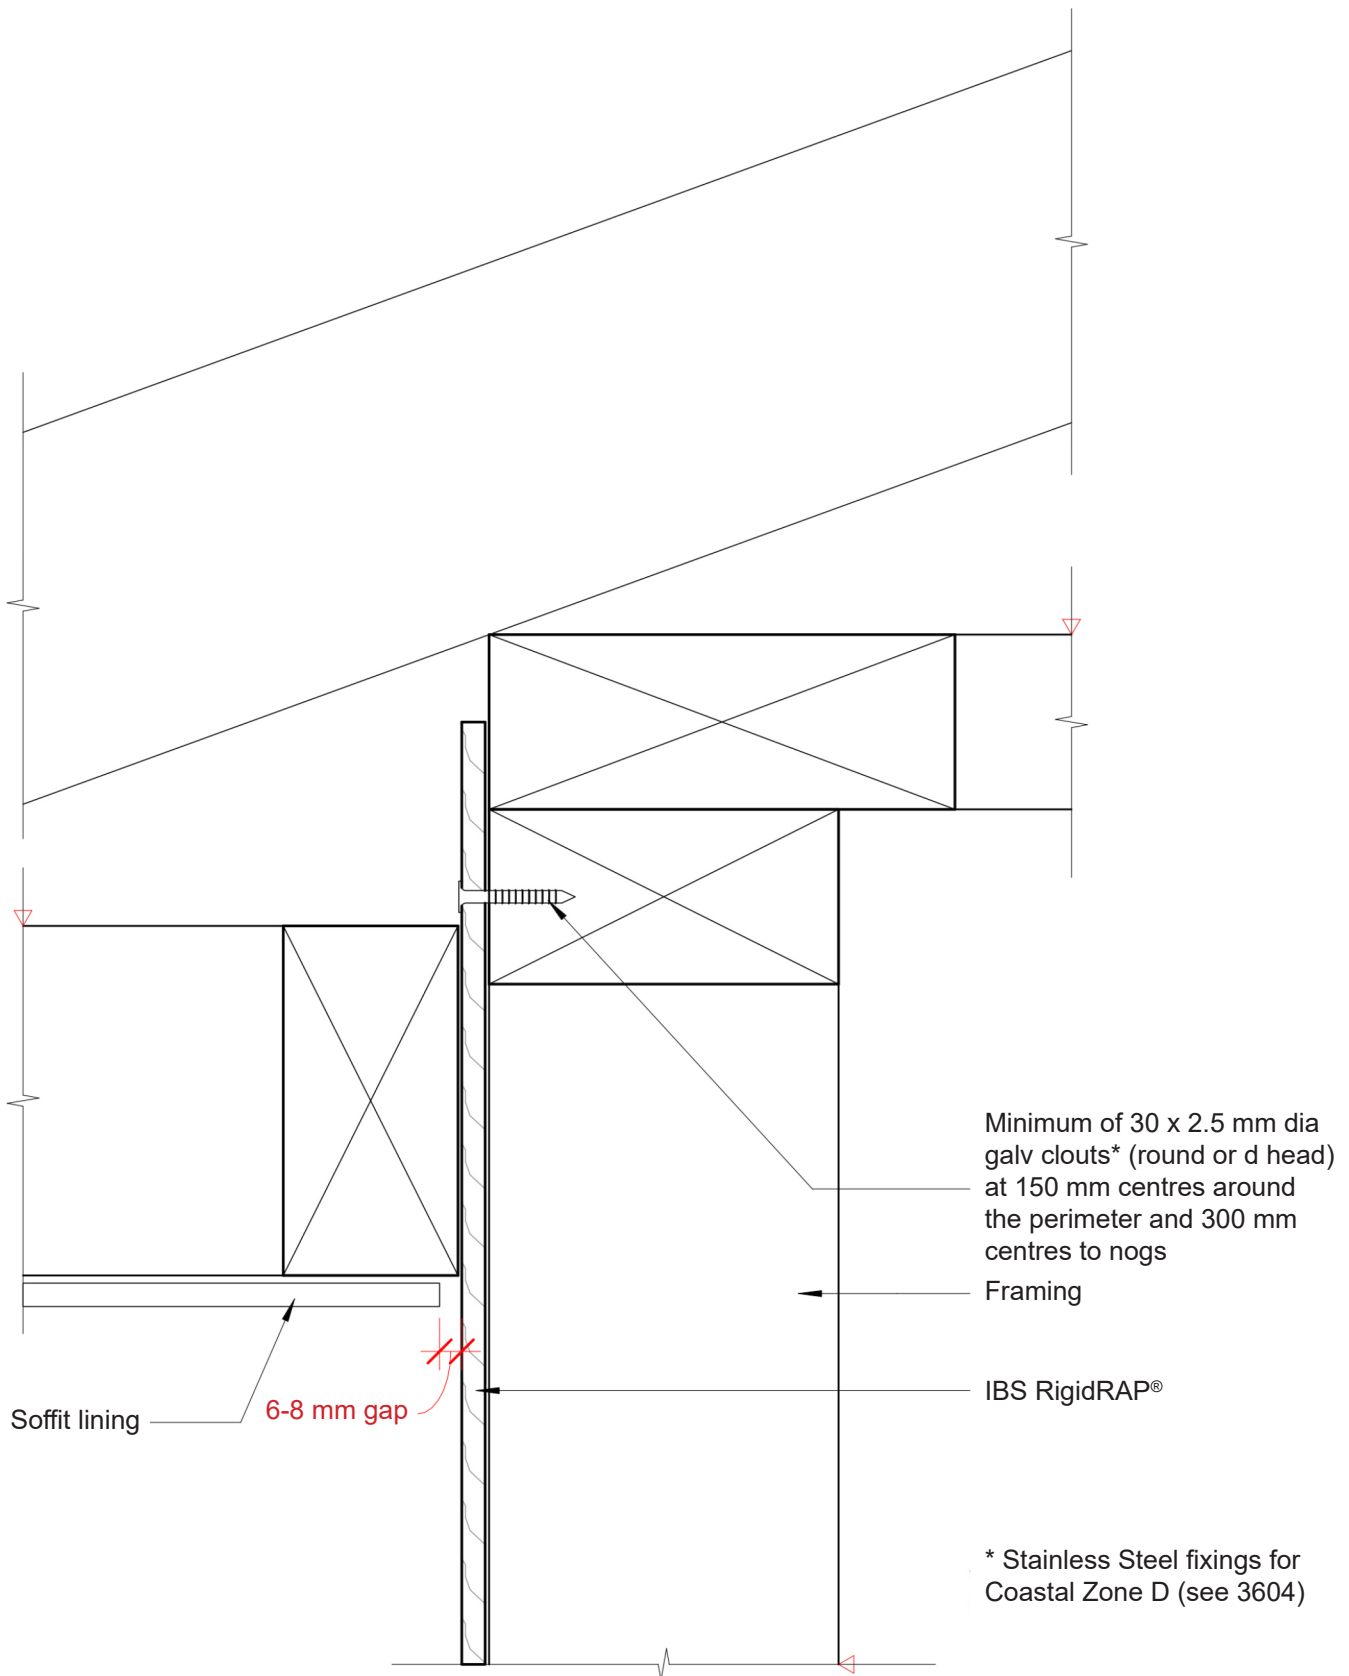 Minimum of 30 x 2.5 mm dia
galv clouts* (round or d head)
at 150 mm centres around
the perimeter and 300 mm
centres to nogs
Framing
IBS RigidRAP®
Soffit lining
6-8 mm gap
* Stainless Steel fixings for
Coastal Zone D (see 3604)